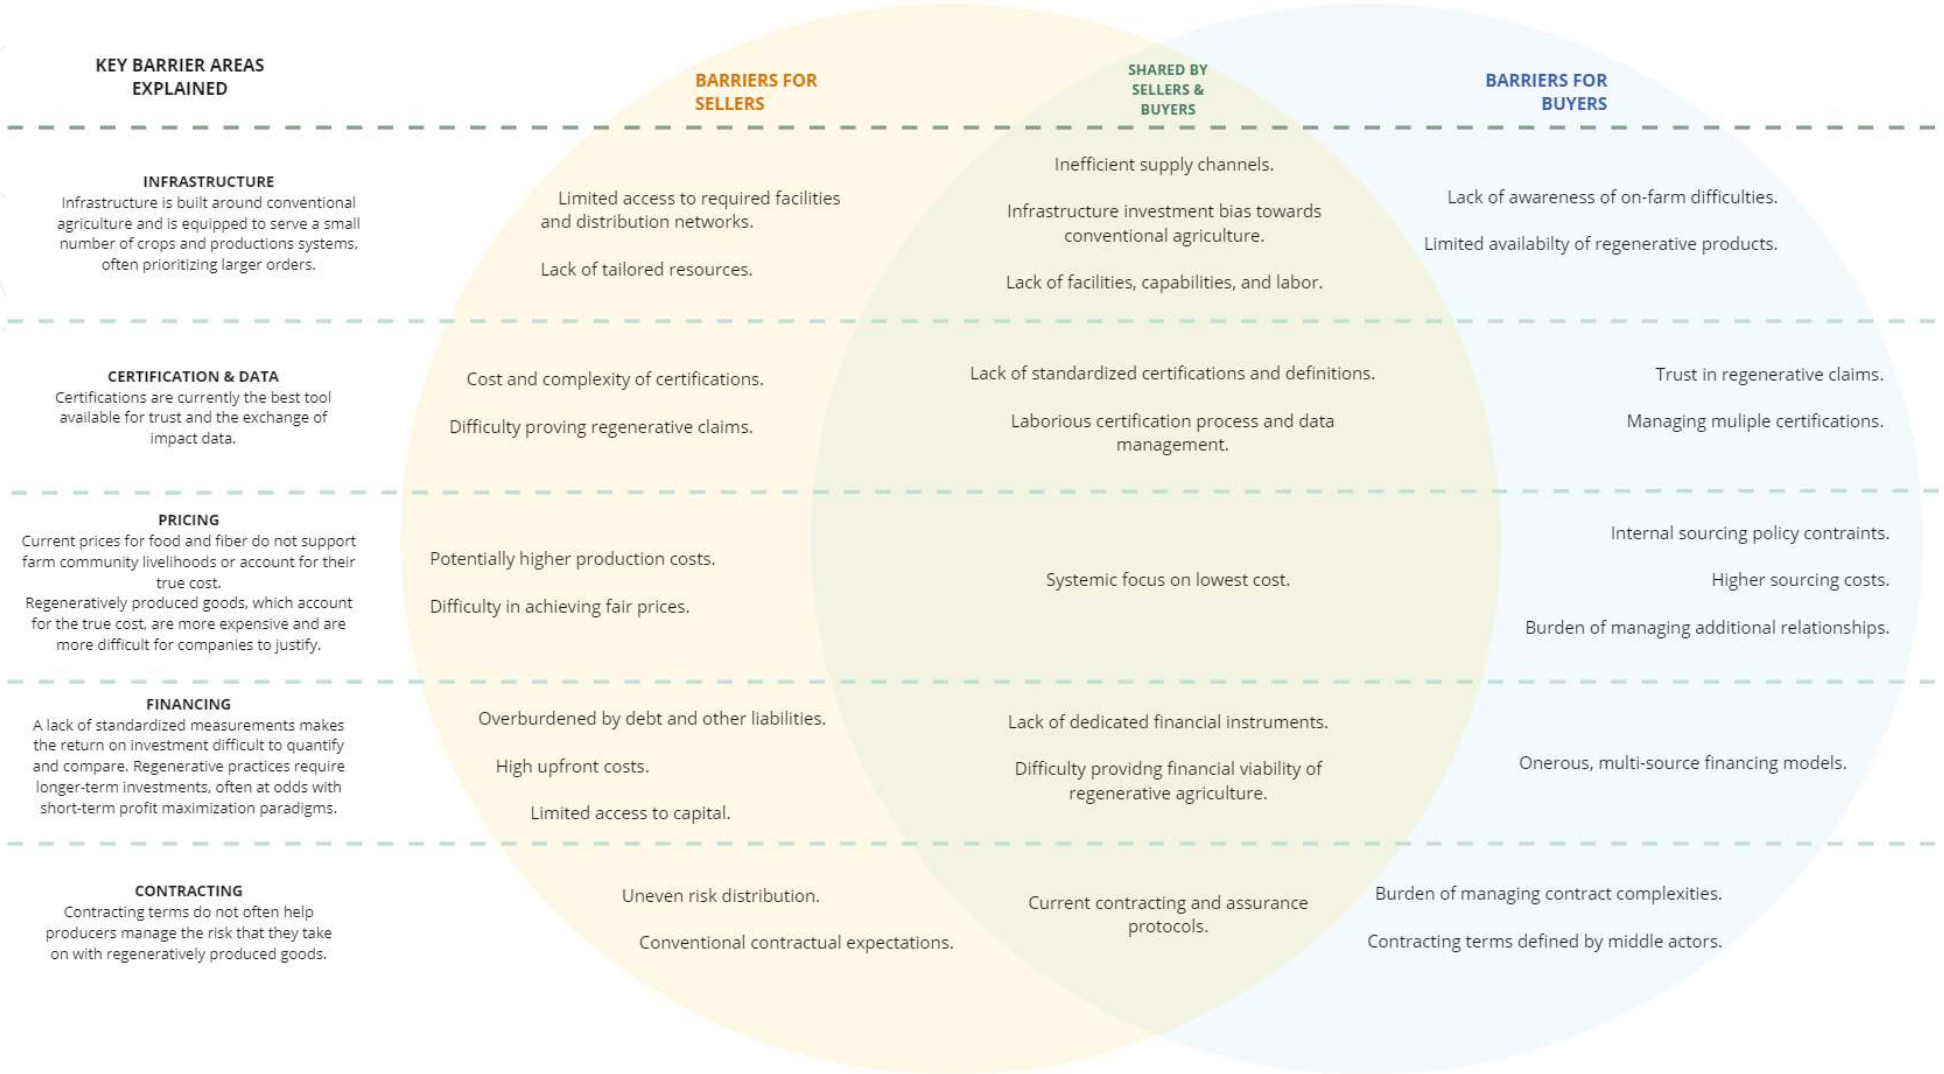 KEY BARRIER AREAS
EXPLAINED
BARRIERS FOR
SELLERS
SHARED BY
SELLERS &
BUYERS
BARRIERS FOR
BUYERS
INFRASTRUCTURE
Infrastructure is built around conventional
agriculture and is equipped to serve a small
number of crops and productions systems,
often prioritizing larger orders.
Limited access to required facilities
and distribution networks.
Lack of tailored resources.
Inefficient supply channels.
Infrastructure investment bias towards
conventional agriculture.
Lack of facilities, capabilities, and labor.
Lack of awareness of on-farm difficulties.
Limited availabilty of regenerative products.
CERTIFICATION & DATA
Certifications are currently the best tool
available for trust and the exchange of
impact data.
Cost and complexity of certifications.
Difficulty proving regenerative claims.
Lack of standardized certifications and definitions.
Laborious certification process and data
management.
Trust in regenerative claims.
Managing muliple certifications.
PRICING
Current prices for food and fiber do not support
farm community livelihoods or account for their
true cost.
Regeneratively produced goods, which account
for the true cost, are more expensive and are
more difficult for companies to justify.
Potentially higher production costs.
Difficulty in achieving fair prices.
Systemic focus on lowest cost.
Internal sourcing policy contraints.
Higher sourcing costs.
Burden of managing additional relationships.
FINANCING
A lack of standardized measurements makes
the return on investment difficult to quantify
and compare. Regenerative practices require
longer-term investments, often at odds with
short-term profit maximization paradigms.
Overburdened by debt and other liabilities.
High upfront costs.
Limited access to capital.
Lack of dedicated financial instruments.
Difficulty providng financial viability of
regenerative agriculture.
Onerous, multi-source financing models.
CONTRACTING
Contracting terms do not often help
producers manage the risk that they take
on with regeneratively produced goods.
Uneven risk distribution.
Conventional contractual expectations.
Current contracting and assurance
protocols.
Burden of managing contract complexities.
Contracting terms defined by middle actors.